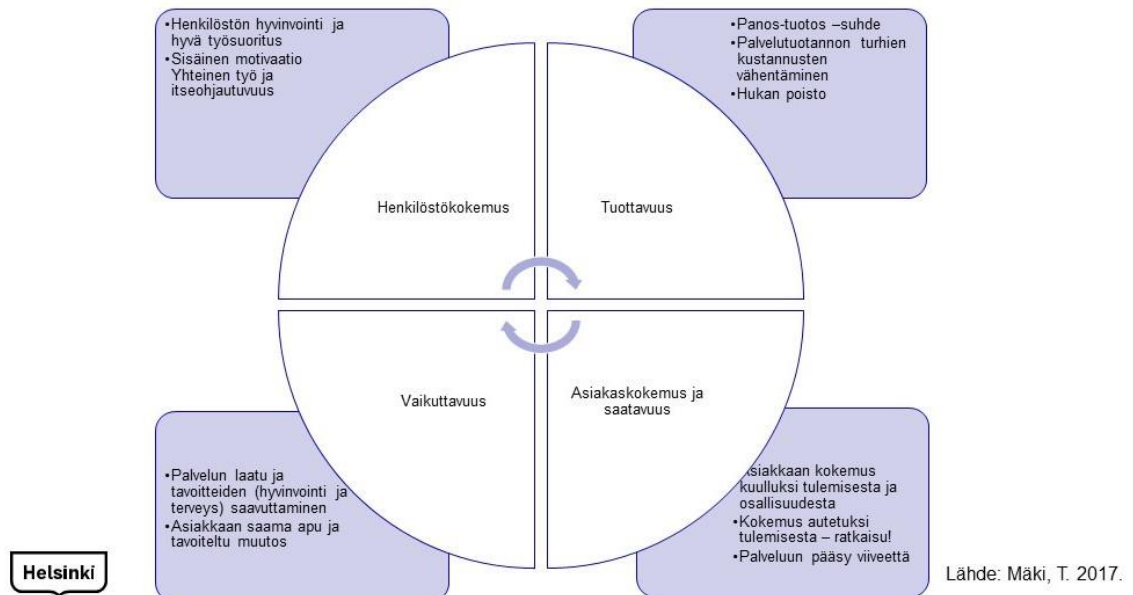 •Henkilöstön hyvinvointi ja
hyvä työsuoritus
•Sisäinen motivaatio
Yhteinen työ ja
itseohjautuvuus
•Panos-tuotos –suhde
•Palvelutuotannon turhien
kustannusten
vähentäminen
•Hukan poisto
Henkilöstökokemus
Tuottavuus
Vaikuttavuus
Asiakaskokemus ja
saatavuus
•Palvelun laatu ja
tavoitteiden (hyvinvointi ja
terveys) saavuttaminen
•Asiakkaan saama apu ja
tavoiteltu muutos
Asiakkaan kokemus
kuulluksi tulemisesta ja
osallisuudesta
•Kokemus autetuksi
tulemisesta – ratkaisu!
•Palveluun pääsy viiveettä
Helsinki
Lähde: Mäki, T. 2017.